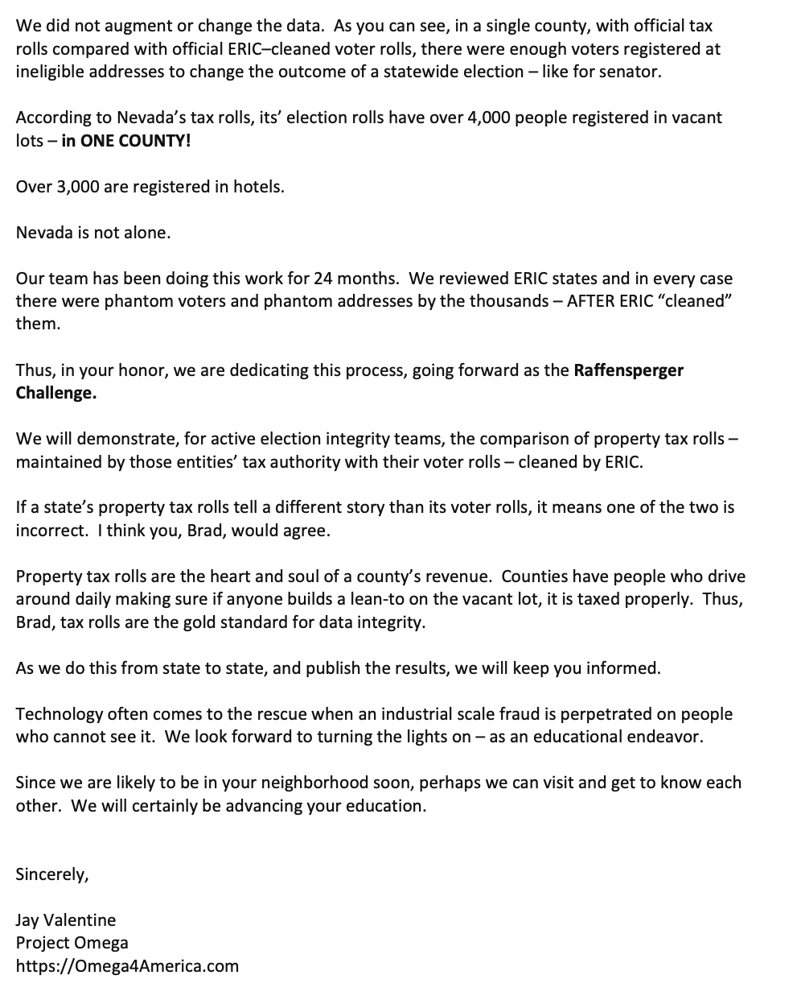 We did not augment or change the data.  As you can see, in a single county, with official tax
rolls compared with official ERIC–cleaned voter rolls, there were enough voters registered at
ineligible addresses to change the outcome of a statewide election – like for senator.
According to Nevada’s tax rolls, its’ election rolls have over 4,000 people registered in vacant
lots – in ONE COUNTY!
Over 3,000 are registered in hotels.
Nevada is not alone.
Our team has been doing this work for 24 months.  We reviewed ERIC states and in every case
there were phantom voters and phantom addresses by the thousands – AFTER ERIC “cleaned”
them.
Thus, in your honor, we are dedicating this process, going forward as the Raffensperger
Challenge.
We will demonstrate, for active election integrity teams, the comparison of property tax rolls –
maintained by those entities’ tax authority with their voter rolls – cleaned by ERIC.
If a state’s property tax rolls tell a different story than its voter rolls, it means one of the two is
incorrect.  I think you, Brad, would agree.
Property tax rolls are the heart and soul of a county’s revenue.  Counties have people who drive
around daily making sure if anyone builds a lean-to on the vacant lot, it is taxed properly.  Thus,
Brad, tax rolls are the gold standard for data integrity.
As we do this from state to state, and publish the results, we will keep you informed.
Technology often comes to the rescue when an industrial scale fraud is perpetrated on people
who cannot see it.  We look forward to turning the lights on – as an educational endeavor.
Since we are likely to be in your neighborhood soon, perhaps we can visit and get to know each
other.  We will certainly be advancing your education.
Sincerely,
Jay Valentine
Project Omega
https://Omega4America.com